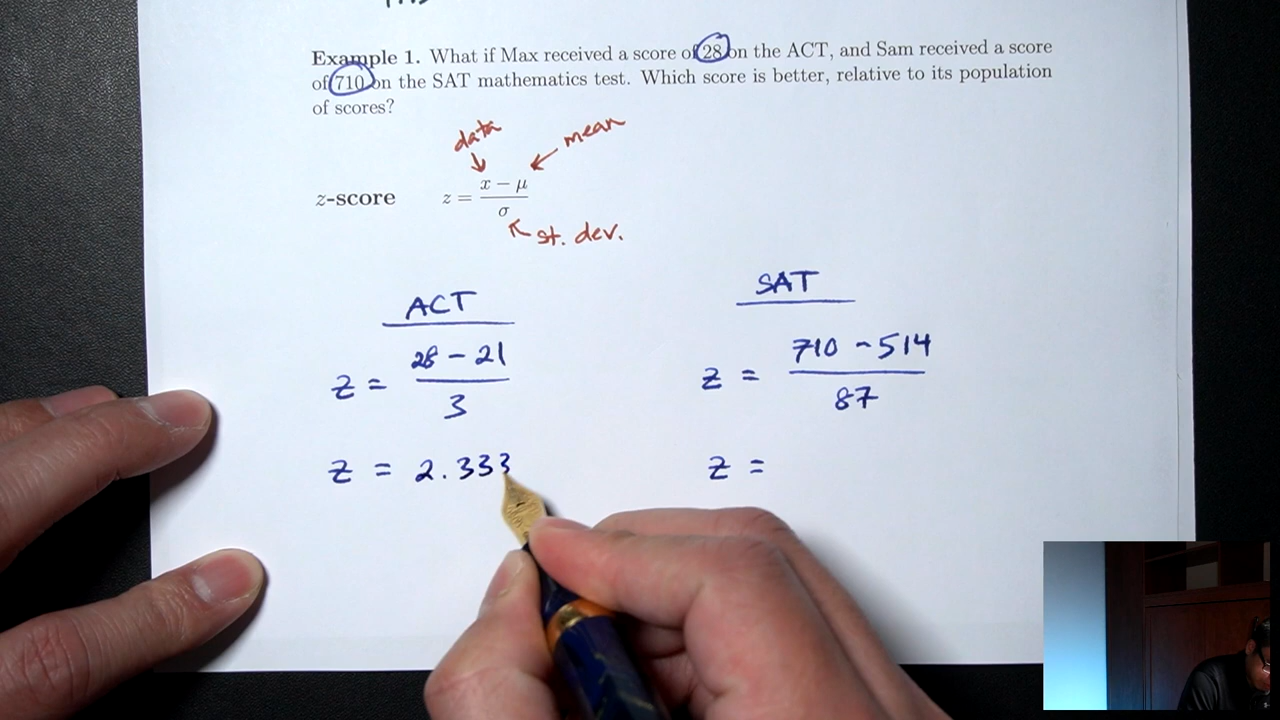 Example 1. What if Max received a score of 28 on the ACT, and Sam received a score
of 710 on the SAT mathematics test. Which score is better, relative to its population
of scores?
data
mean
z-score z = x − μ / σ
st. dev.
ACT
SAT
z = 28 - 21 / 3
z = 710 - 514 / 87
z = 2.333
z =